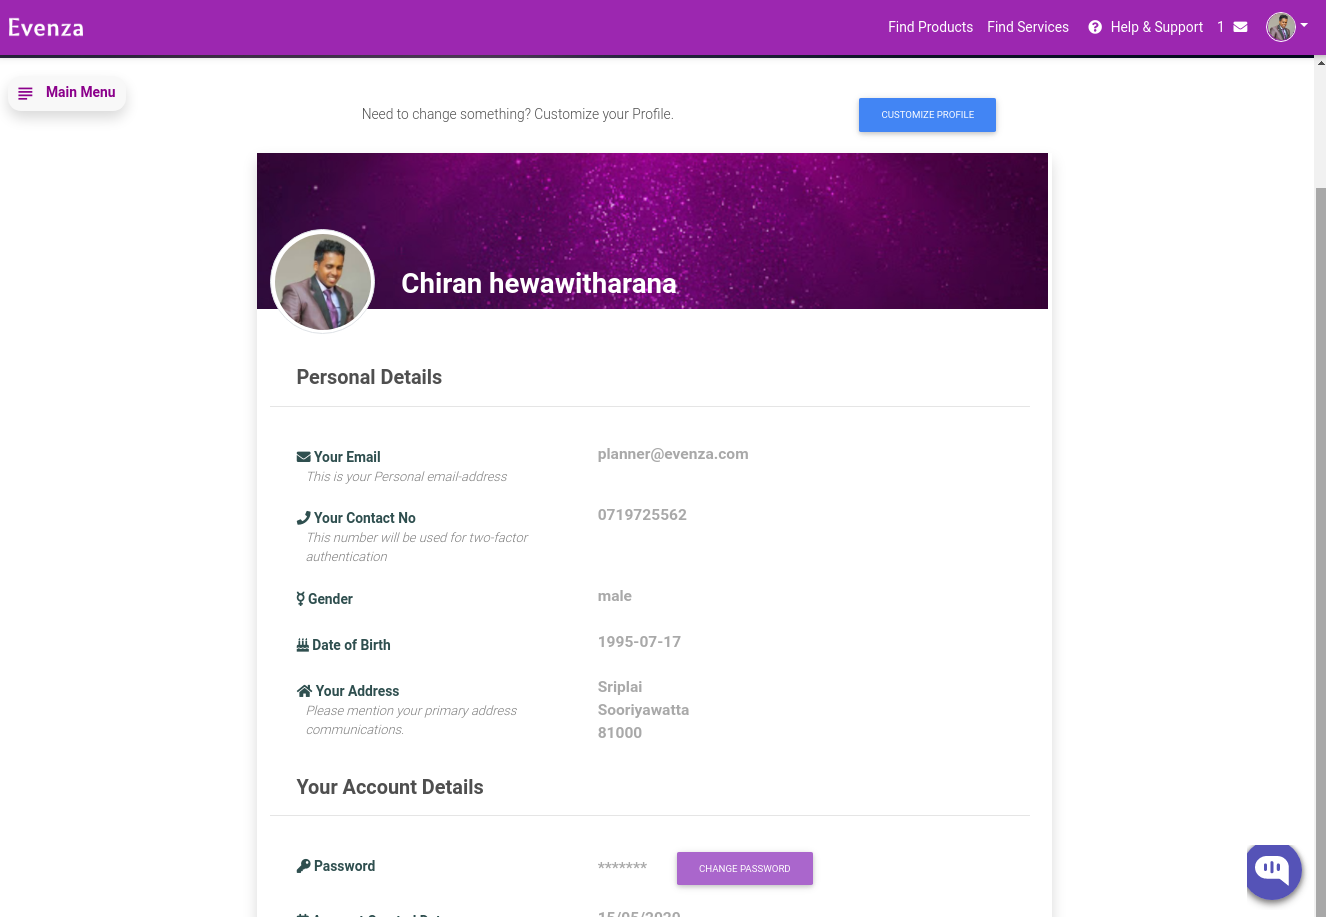 Evenza
Find Products Find Services Help & Support 1
Main Menu
Need to change something? Customize your Profile.
CUSTOMIZE PROFILE
Chiran hewawitharana
Personal Details
Your Email planner@evenza.com
This is your Personal email-address
Your Contact No 0719725562
This number will be used for two-factor
authentication
Gender male
Date of Birth 1995-07-17
Your Address Sriplai
Please mention your primary address Sooriyawatta
communications. 81000
Your Account Details
Password ******* CHANGE PASSWORD
15/05/2020